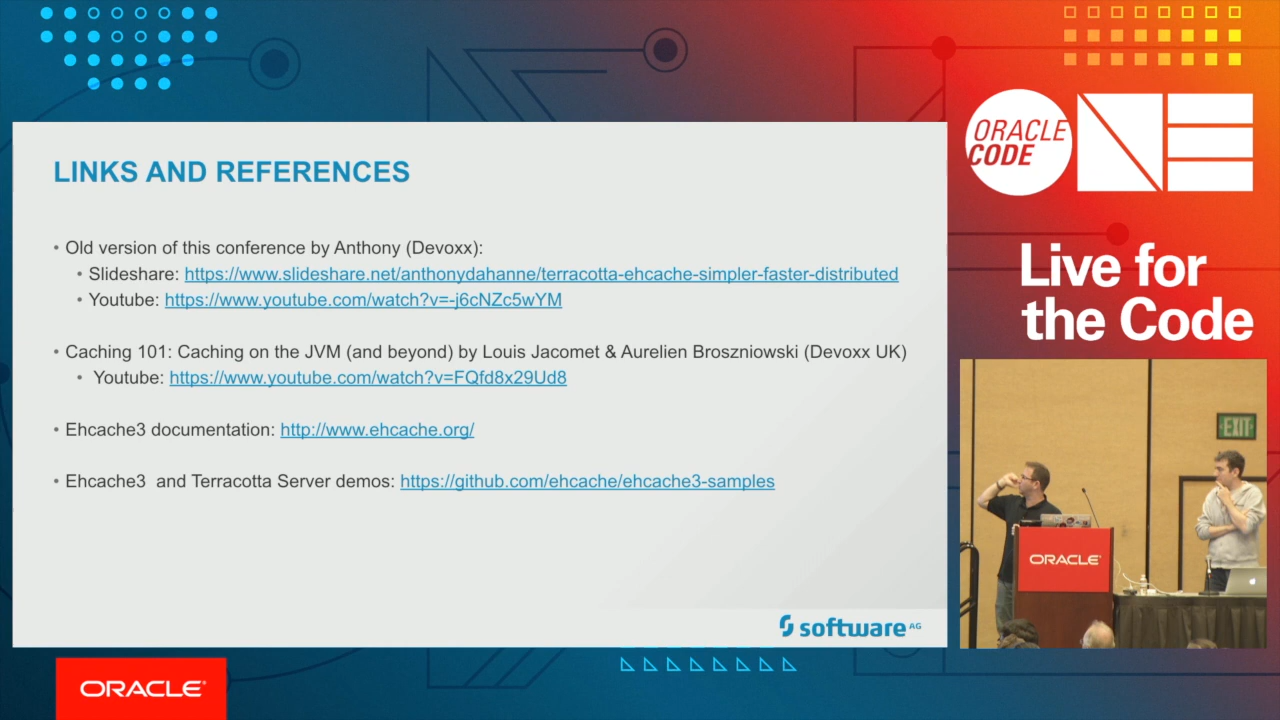 LINKS AND REFERENCES
• Old version of this conference by Anthony (Devoxx):
• Slideshare: https://www.slideshare.net/anthonydahanne/terracotta-ehcache-simpler-faster-distributed
• Youtube: https://www.youtube.com/watch?v=-j6cNZc5wYM
• Caching 101: Caching on the JVM (and beyond) by Louis Jacomet & Aurelien Broszniowski (Devoxx UK)
• Youtube: https://www.youtube.com/watch?v=FQfd8x29Ud8
• Ehcache3 documentation: http://www.ehcache.org/
• Ehcache3 and Terracotta Server demos: https://github.com/ehcache/ehcache3-samples
software AG
ORACLE
CODE
ONE
Live for
the Code
EXIT
ORACLE
ORACLE